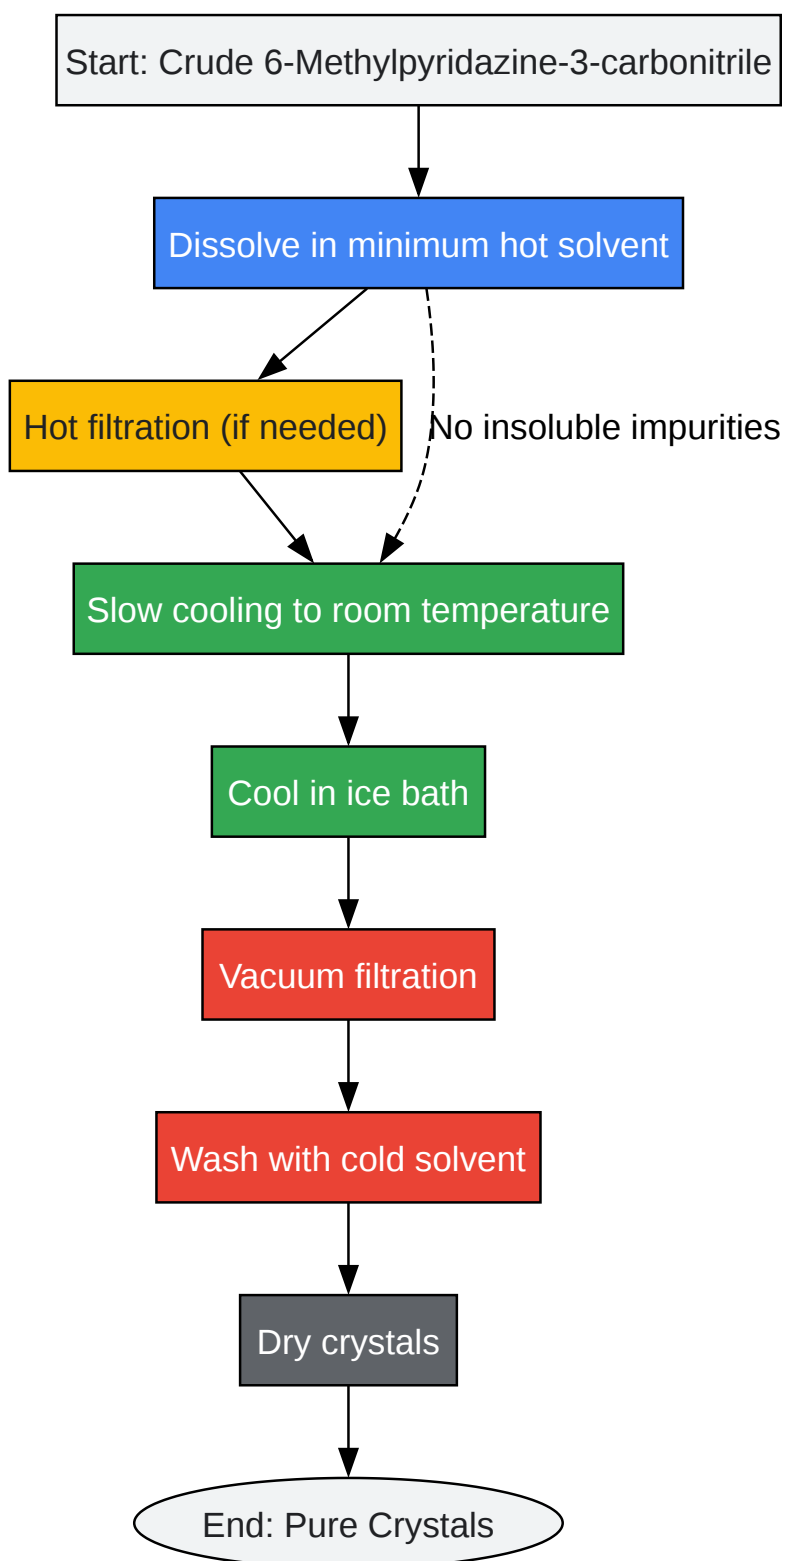 Start: Crude 6-Methylpyridazine-3-carbonitrile
Dissolve in minimum hot solvent
Hot filtration (if needed)
No insoluble impurities
Slow cooling to room temperature
Cool in ice bath
Vacuum filtration
Wash with cold solvent
Dry crystals
End: Pure Crystals